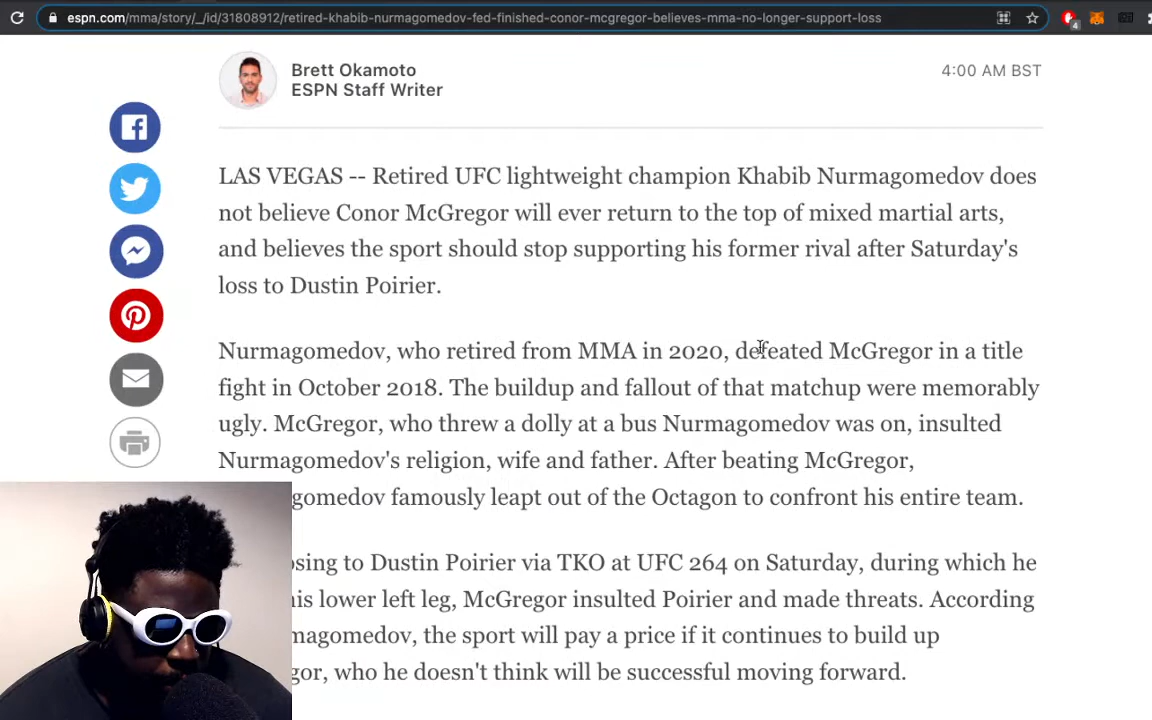 espn.com/mma/story/_/id/31808912/retired-khabib-nurmagomedov-fed-finished-conor-mcgregor-believes-mma-no-longer-support-loss
4
Brett Okamoto
ESPN Staff Writer
4:00 AM BST
LAS VEGAS -- Retired UFC lightweight champion Khabib Nurmagomedov does
not believe Conor McGregor will ever return to the top of mixed martial arts,
and believes the sport should stop supporting his former rival after Saturday's
loss to Dustin Poirier.
Nurmagomedov, who retired from MMA in 2020, defeated McGregor in a title
fight in October 2018. The buildup and fallout of that matchup were memorably
ugly. McGregor, who threw a dolly at a bus Nurmagomedov was on, insulted
Nurmagomedov's religion, wife and father. After beating McGregor,
gomedov famously leapt out of the Octagon to confront his entire team.
osing to Dustin Poirier via TKO at UFC 264 on Saturday, during which he
is lower left leg, McGregor insulted Poirier and made threats. According
magomedov, the sport will pay a price if it continues to build up
gor, who he doesn't think will be successful moving forward.